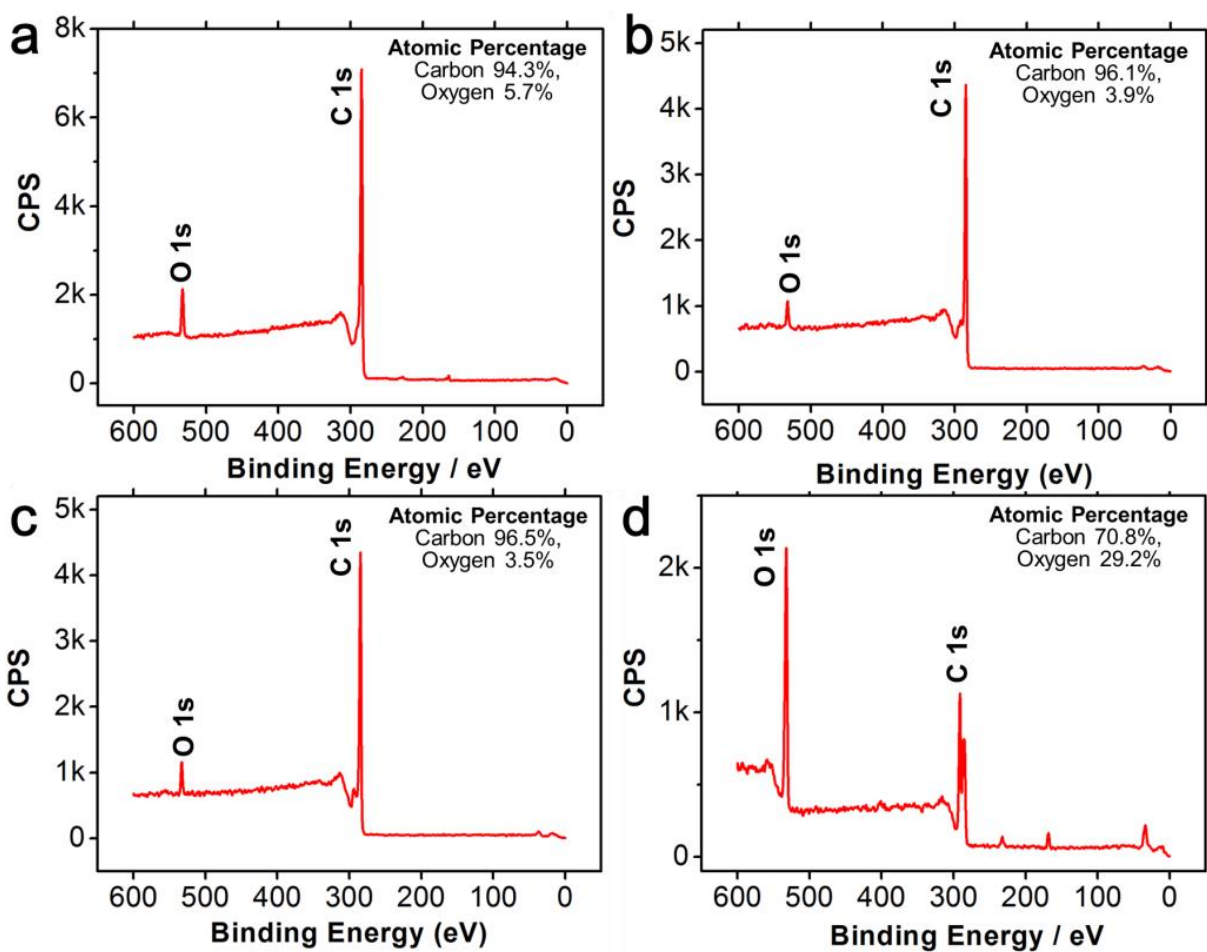 a
8k
6k
4k
2k
0
CPS
O 1s
C 1s
Atomic Percentage
Carbon 94.3%,
Oxygen 5.7%
600 500 400 300 200 100 0
Binding Energy / eV
b
5k
4k
3k
2k
1k
0
CPS
O 1s
C 1s
Atomic Percentage
Carbon 96.1%,
Oxygen 3.9%
600 500 400 300 200 100 0
Binding Energy (eV)
c
5k
4k
3k
2k
1k
0
CPS
O 1s
C 1s
Atomic Percentage
Carbon 96.5%,
Oxygen 3.5%
600 500 400 300 200 100 0
Binding Energy (eV)
d
2k
1k
0
CPS
O 1s
C 1s
Atomic Percentage
Carbon 70.8%,
Oxygen 29.2%
600 500 400 300 200 100 0
Binding Energy / eV